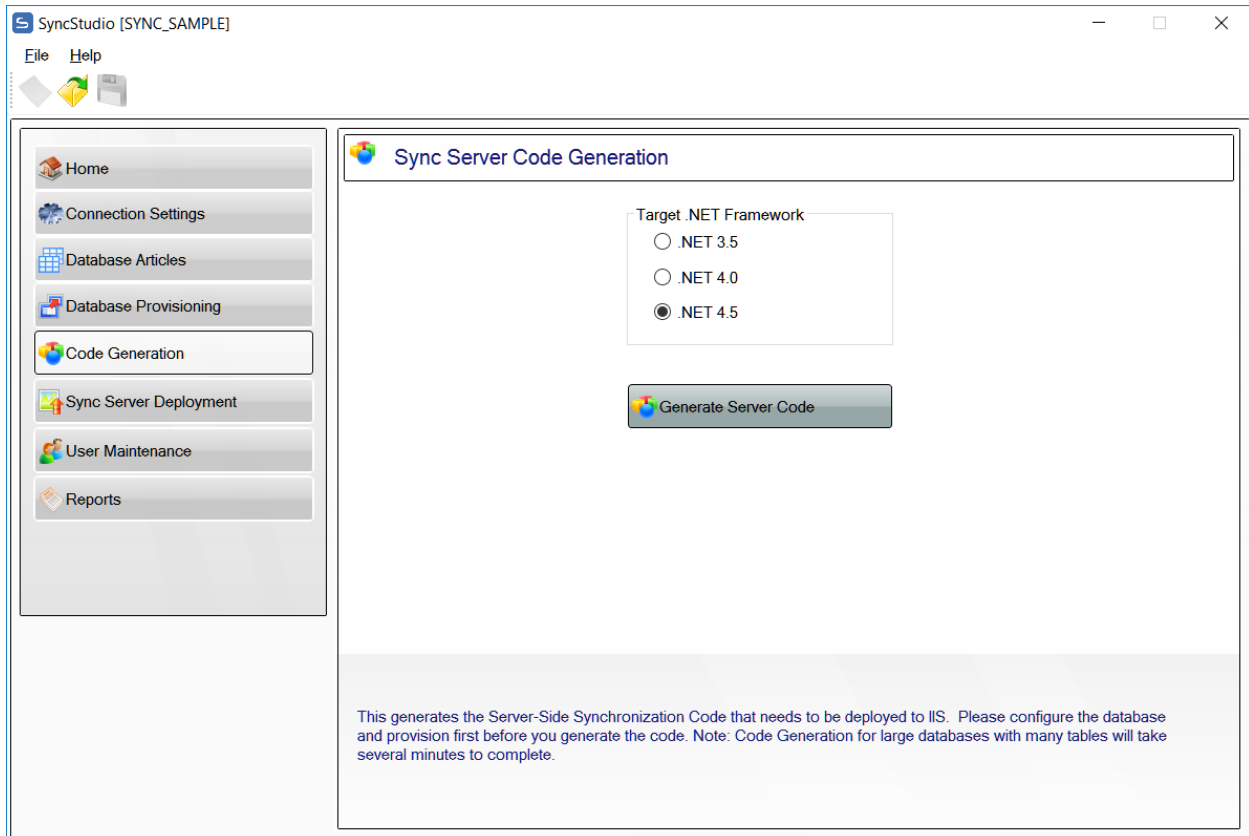 SyncStudio [SYNC_SAMPLE]
File Help
Home
Connection Settings
Database Articles
Database Provisioning
Code Generation
Sync Server Deployment
User Maintenance
Reports
Sync Server Code Generation
Target .NET Framework
.NET 3.5
.NET 4.0
.NET 4.5
Generate Server Code
This generates the Server-Side Synchronization Code that needs to be deployed to IIS.  Please configure the database
and provision first before you generate the code. Note: Code Generation for large databases with many tables will take
several minutes to complete.